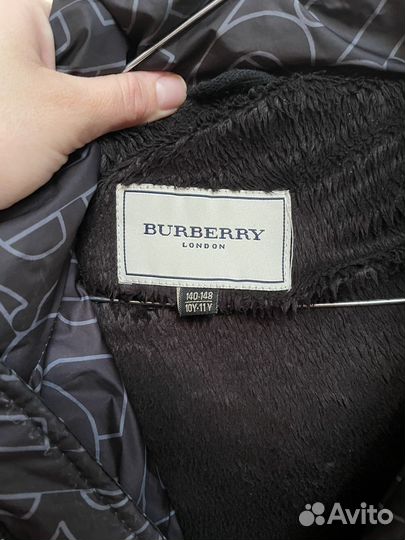 BURBERRY
LONDON
140-148
10Y-11Y
Avito